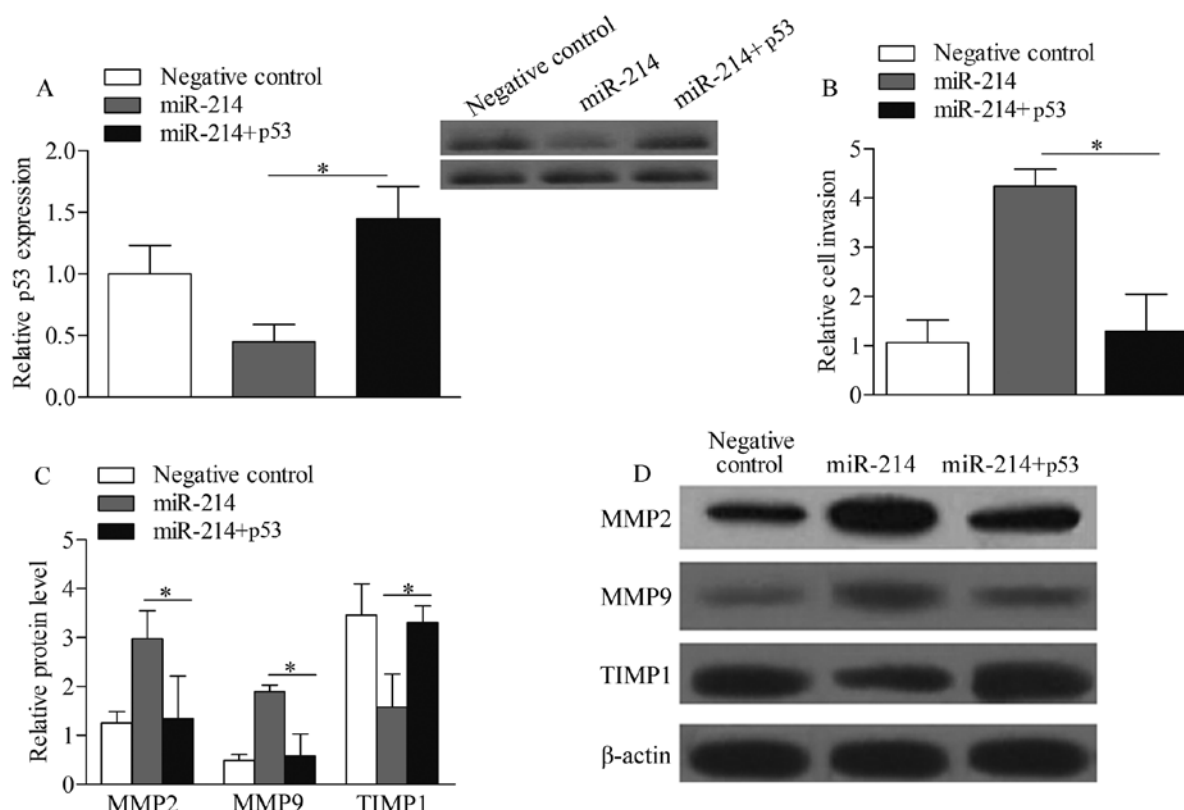 A
Negative control
miR-214
miR-214+p53
Relative p53 expression
2.0
1.5
1.0
0.5
0.0
*
Negative control
miR-214
miR-214+p53
B
Negative control
miR-214
miR-214+p53
Relative cell invasion
5
4
2
1
0
*
C
Negative control
miR-214
miR-214+p53
Relative protein level
5
4
3
2
1
0
*
*
*
MMP2
MMP9
TIMP1
D
Negative
control
miR-214
miR-214+p53
MMP2
MMP9
TIMP1
β-actin